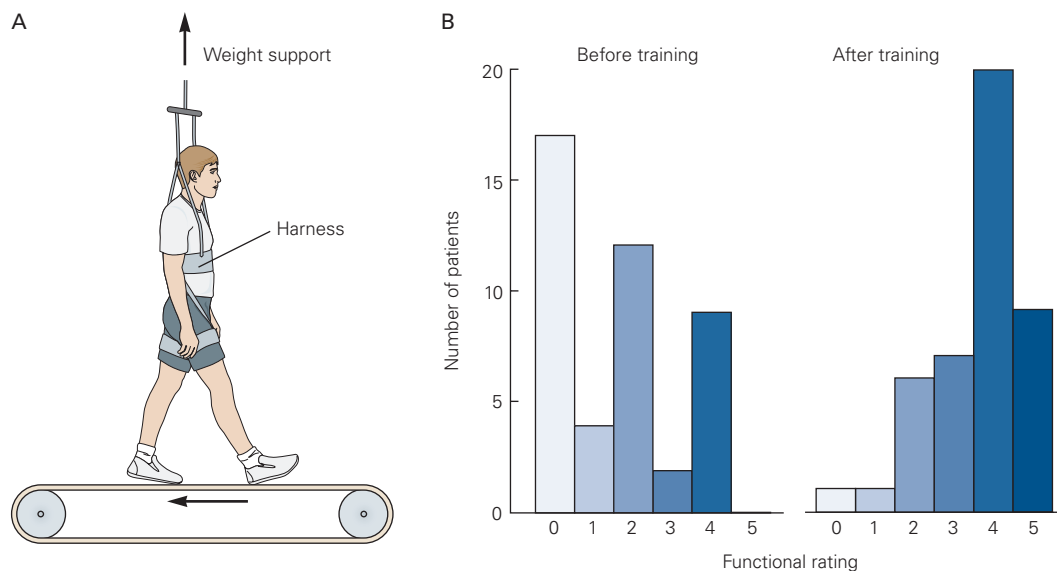 A
Weight support
Harness
B
Before training
After training
Number of patients
20
15
10
5
0
0 1 2 3 4 5
0 1 2 3 4 5
Functional rating